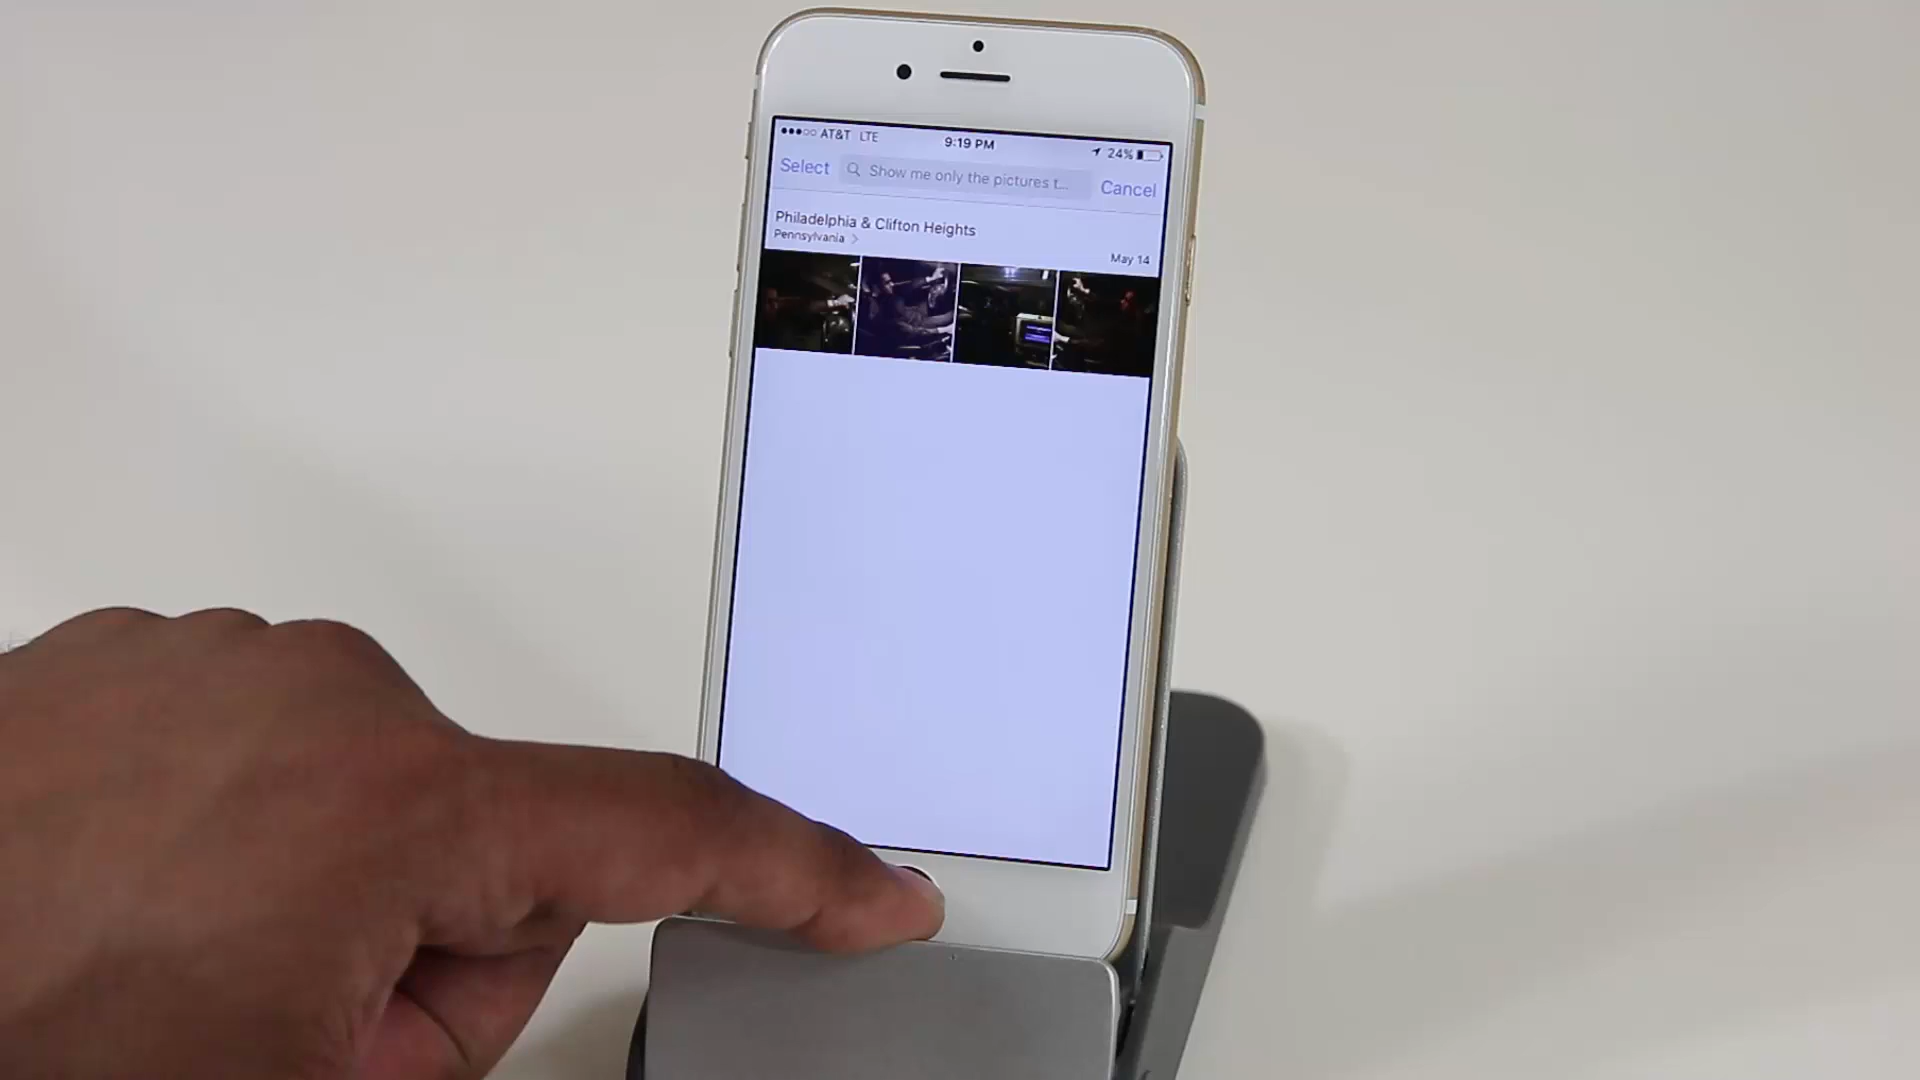 AT&T LTE 9:19 PM 24%
Select Show me only the pictures t... Cancel
Philadelphia & Clifton Heights
Pennsylvania
May 14